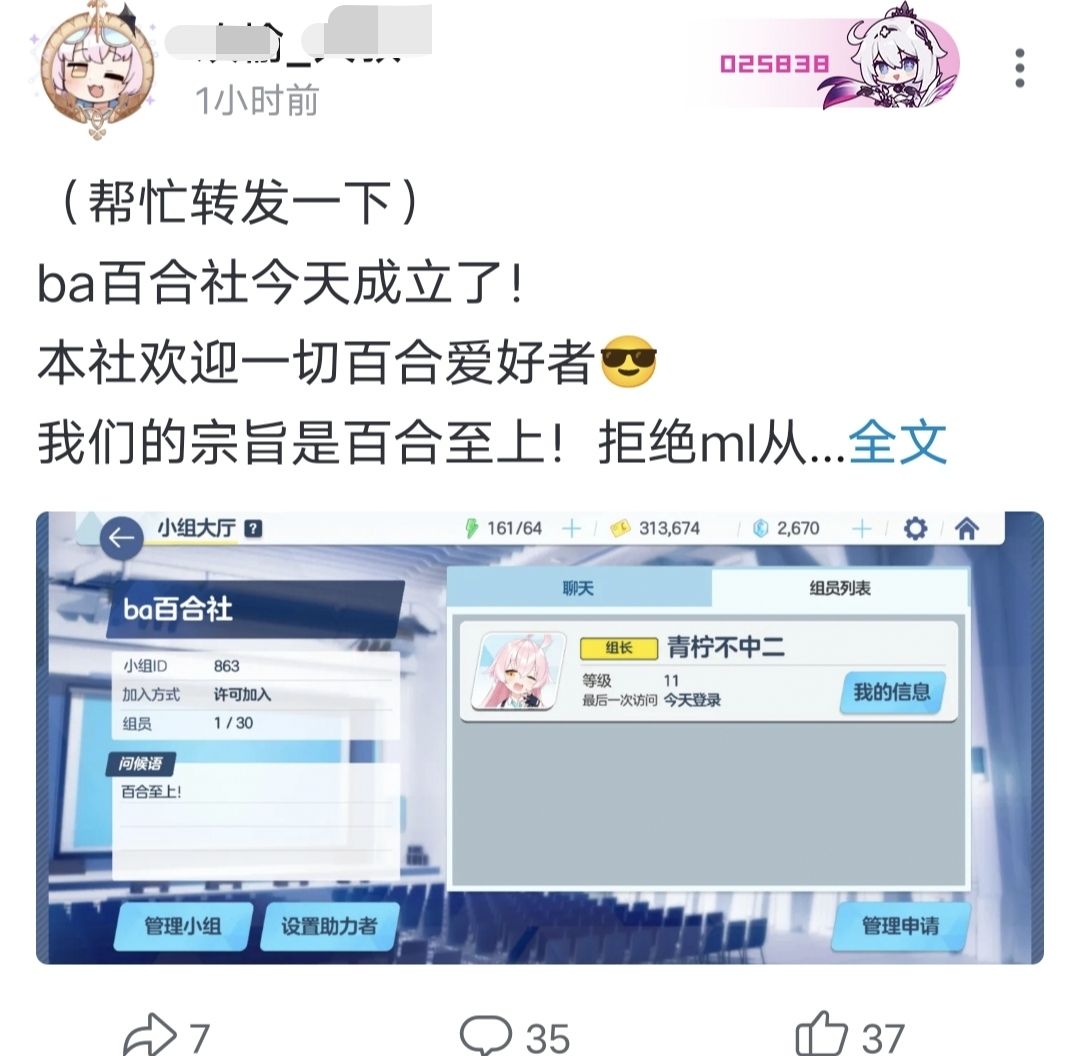 025838
1小时前
（帮忙转发一下）
ba百合社今天成立了！
本社欢迎一切百合爱好者😎
我们的宗旨是百合至上！拒绝ml从...全文
小组大厅 ?
161/64
313,674
2,670
ba百合社
小组ID 863
加入方式 许可加入
组员 1 / 30
问候语
百合至上!
管理小组
设置助力者
聊天
组员列表
组长 青柠不中二
等级 11
最后一次访问 今天登录
我的信息
管理申请
7
35
37